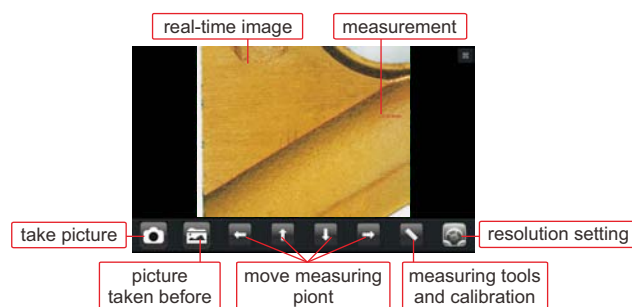 real-time image
measurement
take picture
resolution setting
picture
taken before
move measuring
piont
measuring tools
and calibration